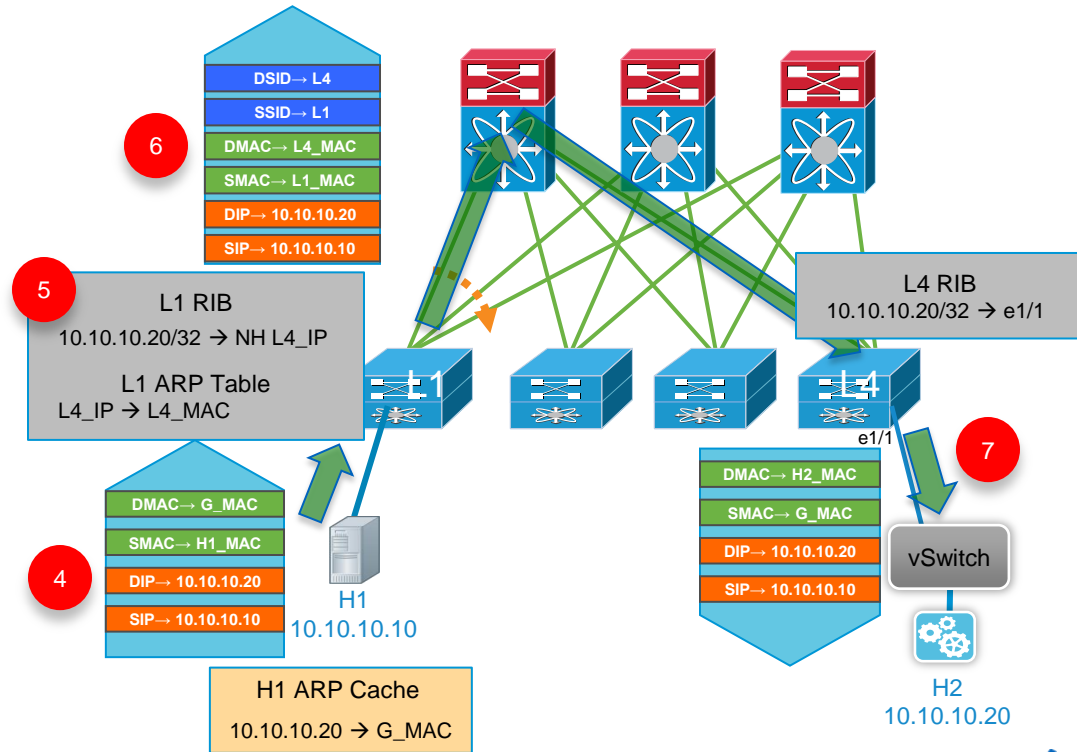 DSID→ L4
SSID→ L1
DMAC→ L4_MAC
SMAC→ L1_MAC
DIP→ 10.10.10.20
SIP→ 10.10.10.10
6
5
L1 RIB
10.10.10.20/32 → NH L4_IP
L1 ARP Table
L4_IP → L4_MAC
L1
L4 RIB
10.10.10.20/32 → e1/1
L4
e1/1
4
DMAC→ G_MAC
SMAC→ H1_MAC
DIP→ 10.10.10.20
SIP→ 10.10.10.10
H1
10.10.10.10
H1 ARP Cache
10.10.10.20 → G_MAC
DMAC→ H2_MAC
SMAC→ G_MAC
DIP→ 10.10.10.20
SIP→ 10.10.10.10
7
vSwitch
H2
10.10.10.20